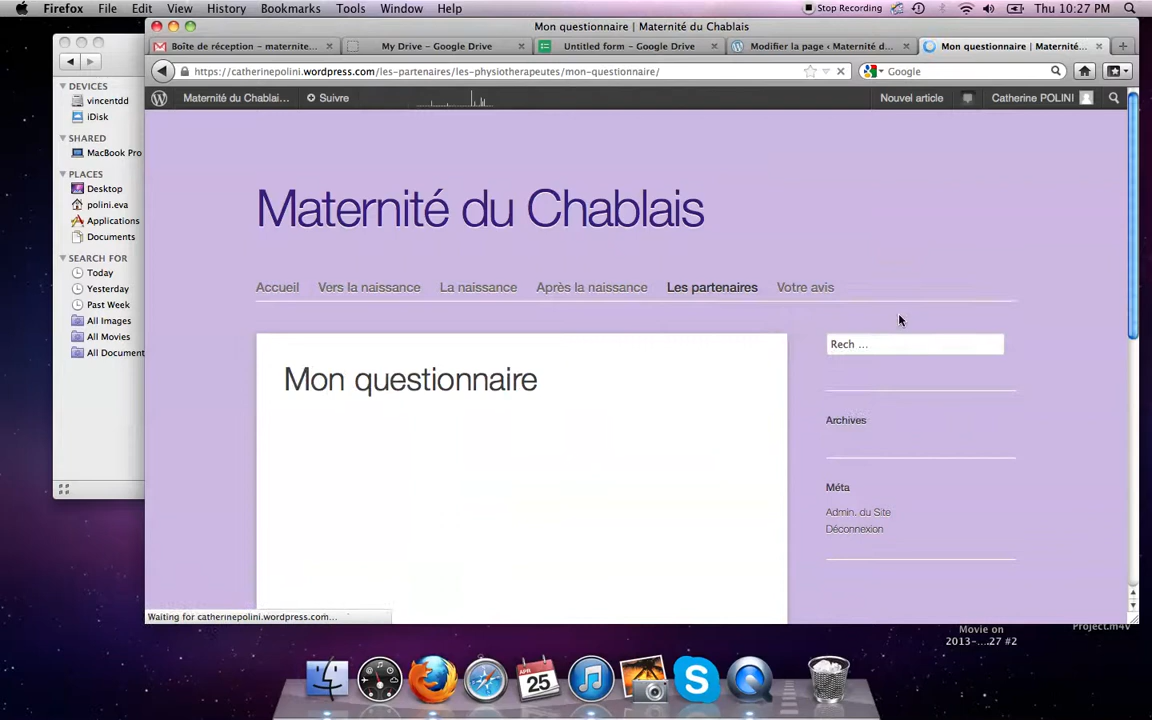 Firefox File Edit View History Bookmarks Tools Window Help Stop Recording Thu 10:27 PM
Mon questionnaire | Maternité du Chablais
Boîte de réception – maternite... My Drive – Google Drive Untitled form – Google Drive Modifier la page ‹ Maternité d... Mon questionnaire | Maternité...
https://catherinepolini.wordpress.com/les-partenaires/les-physiotherapeutes/mon-questionnaire/ Google
Maternité du Chablai... Suivre Nouvel article Catherine POLINI
DEVICES
vincentdd
iDisk
SHARED
MacBook Pro
PLACES
Desktop
polini.eva
Applications
Documents
SEARCH FOR
Today
Yesterday
Past Week
All Images
All Movies
All Document
Maternité du Chablais
Accueil Vers la naissance La naissance Après la naissance Les partenaires Votre avis
Rech ...
Mon questionnaire
Archives
Méta
Admin. du Site
Déconnexion
Waiting for catherinepolini.wordpress.com...
Project.m4v
Movie on
2013-...27 #2
APR
25